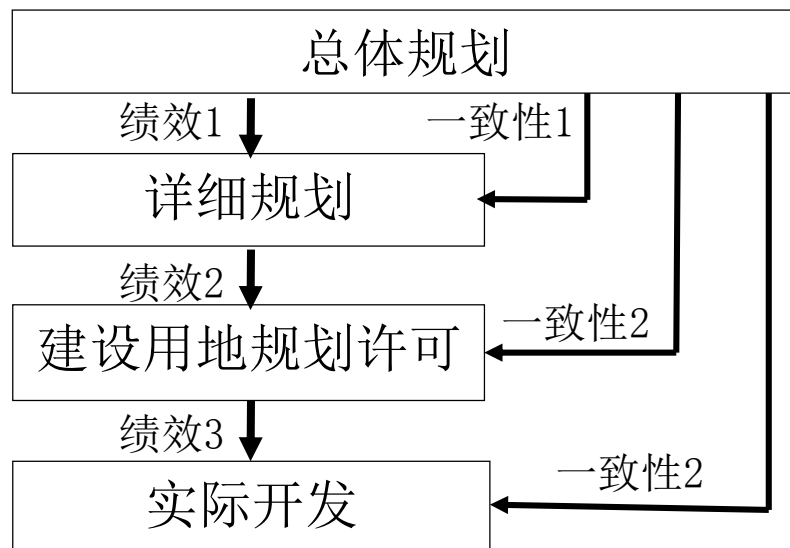 总体规划
绩效1
一致性1
详细规划
绩效2
一致性2
建设用地规划许可
绩效3
一致性2
实际开发